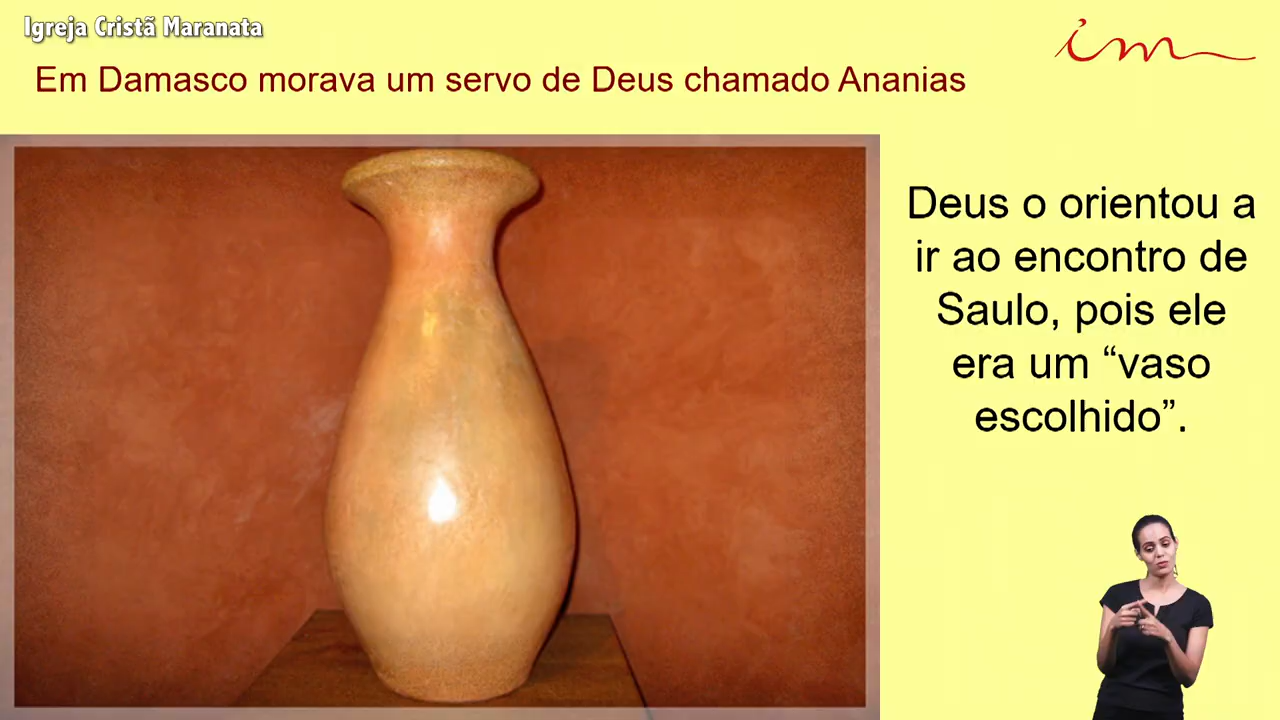 Igreja Cristã Maranata
im
Em Damasco morava um servo de Deus chamado Ananias
Deus o orientou a
ir ao encontro de
Saulo, pois ele
era um “vaso
escolhido”.